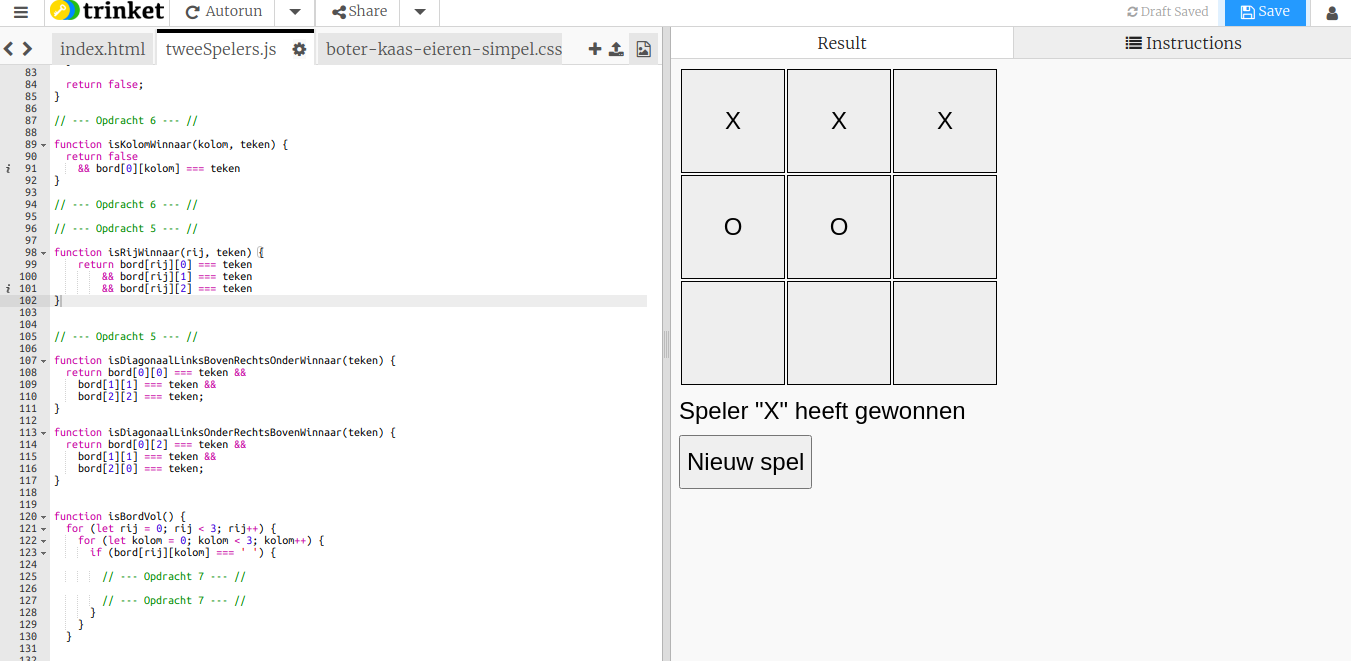 trinket Autorun Share Draft Saved Save
index.html tweeSpelers.js boter-kaas-eieren-simpel.css
Result Instructions
83
84 return false;
85 }
86
87 // --- Opdracht 6 --- //
88
89 function isKolomWinnaar(kolom, teken) {
90 return false
91 && bord[0][kolom] === teken
92 }
93
94 // --- Opdracht 6 --- //
95
96 // --- Opdracht 5 --- //
97
98 function isRijWinnaar(rij, teken) {
99 return bord[rij][0] === teken
100 && bord[rij][1] === teken
101 && bord[rij][2] === teken
102 }
103
104
105 // --- Opdracht 5 --- //
106
107 function isDiagonaalLinksBovenRechtsOnderWinnaar(teken) {
108 return bord[0][0] === teken &&
109 bord[1][1] === teken &&
110 bord[2][2] === teken;
111 }
112
113 function isDiagonaalLinksOnderRechtsBovenWinnaar(teken) {
114 return bord[0][2] === teken &&
115 bord[1][1] === teken &&
116 bord[2][0] === teken;
117 }
118
119
120 function isBordVol() {
121 for (let rij = 0; rij < 3; rij++) {
122 for (let kolom = 0; kolom < 3; kolom++) {
123 if (bord[rij][kolom] === ' ') {
124
125 // --- Opdracht 7 --- //
126
127 // --- Opdracht 7 --- //
128 }
129 }
130 }
131
132
X X X
O O
Speler "X" heeft gewonnen
Nieuw spel